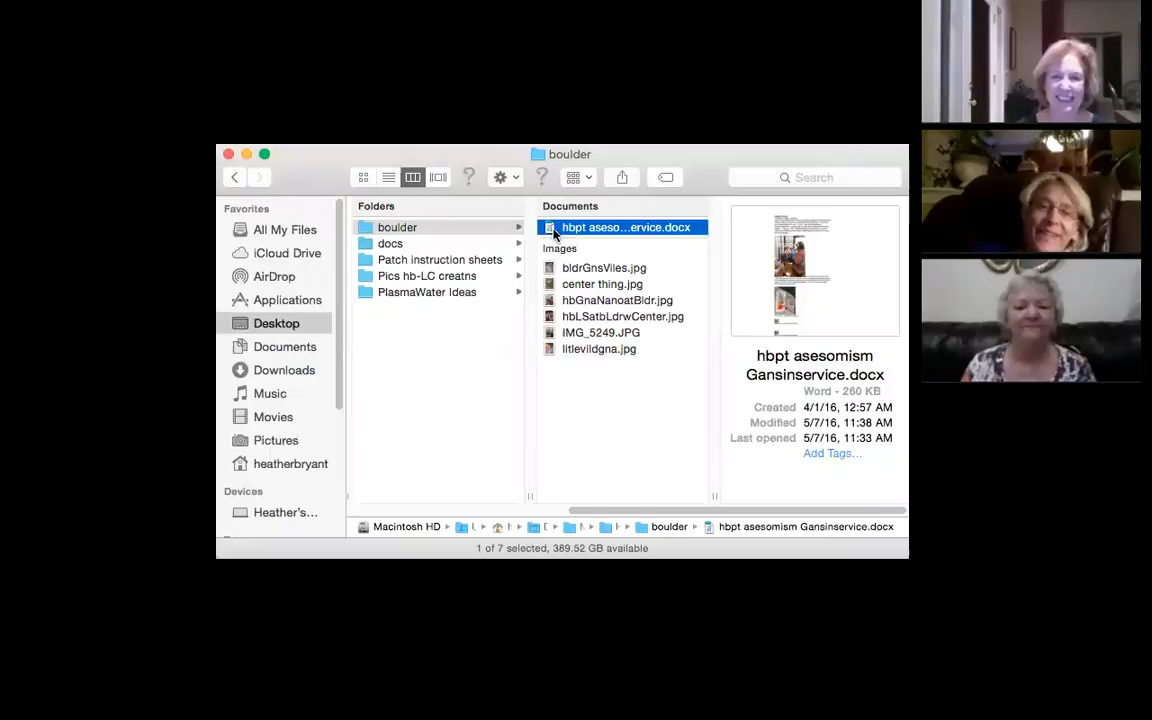 boulder
Search
Favorites
All My Files
iCloud Drive
AirDrop
Applications
Desktop
Documents
Downloads
Music
Movies
Pictures
heatherbryant
Devices
Heather's...
Folders
boulder
docs
Patch instruction sheets
Pics hb-LC creatns
PlasmaWater Ideas
Documents
hbpt aseso...ervice.docx
Images
bldrGnsViles.jpg
center thing.jpg
hbGnaNanoatBldr.jpg
hbLSatbLdrwCenter.jpg
IMG_5249.JPG
litlevildgna.jpg
hbpt asesomism
Gansinservice.docx
Word - 260 KB
Created 4/1/16, 12:57 AM
Modified 5/7/16, 11:38 AM
Last opened 5/7/16, 11:33 AM
Add Tags...
Macintosh HD boulder hbpt asesomism Gansinservice.docx
1 of 7 selected, 389.52 GB available